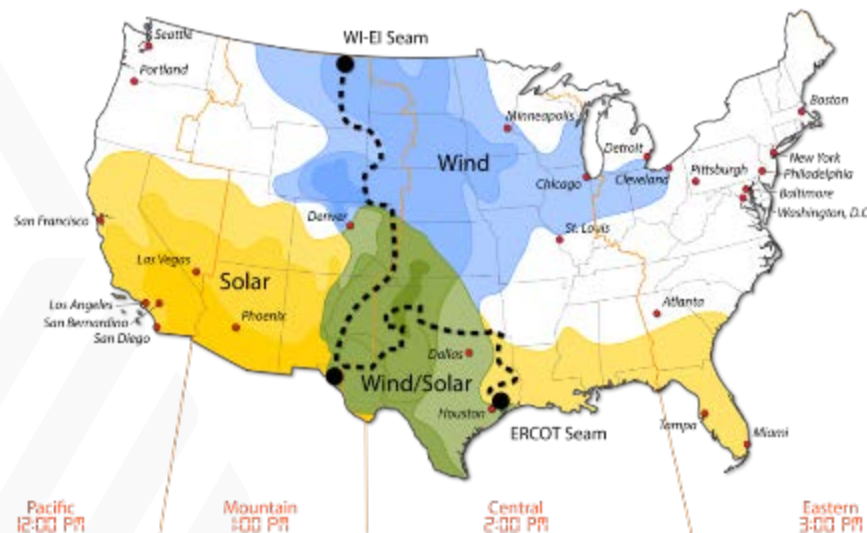 WI-EI Seam
Seattle
Portland
Minneapolis
Boston
Detroit
New York
Wind
Chicago
Cleveland
Pittsburgh
Philadelphia
Baltimore
Washington, D.C
San Francisco
Denver
St. Louis
Las Vegas
Solar
Los Angeles
Phoenix
Atlanta
San Bernardino
San Diego
Dallas
Wind/Solar
Houston
ERCOT Seam
Tampa
Miami
Pacific
12:00 PM
Mountain
1:00 PM
Central
2:00 PM
Eastern
3:00 PM